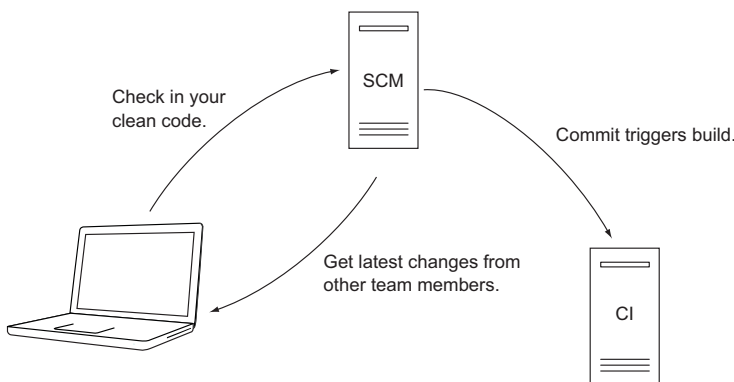 SCM
Check in your
clean code.
Commit triggers build.
Get latest changes from
other team members.
CI